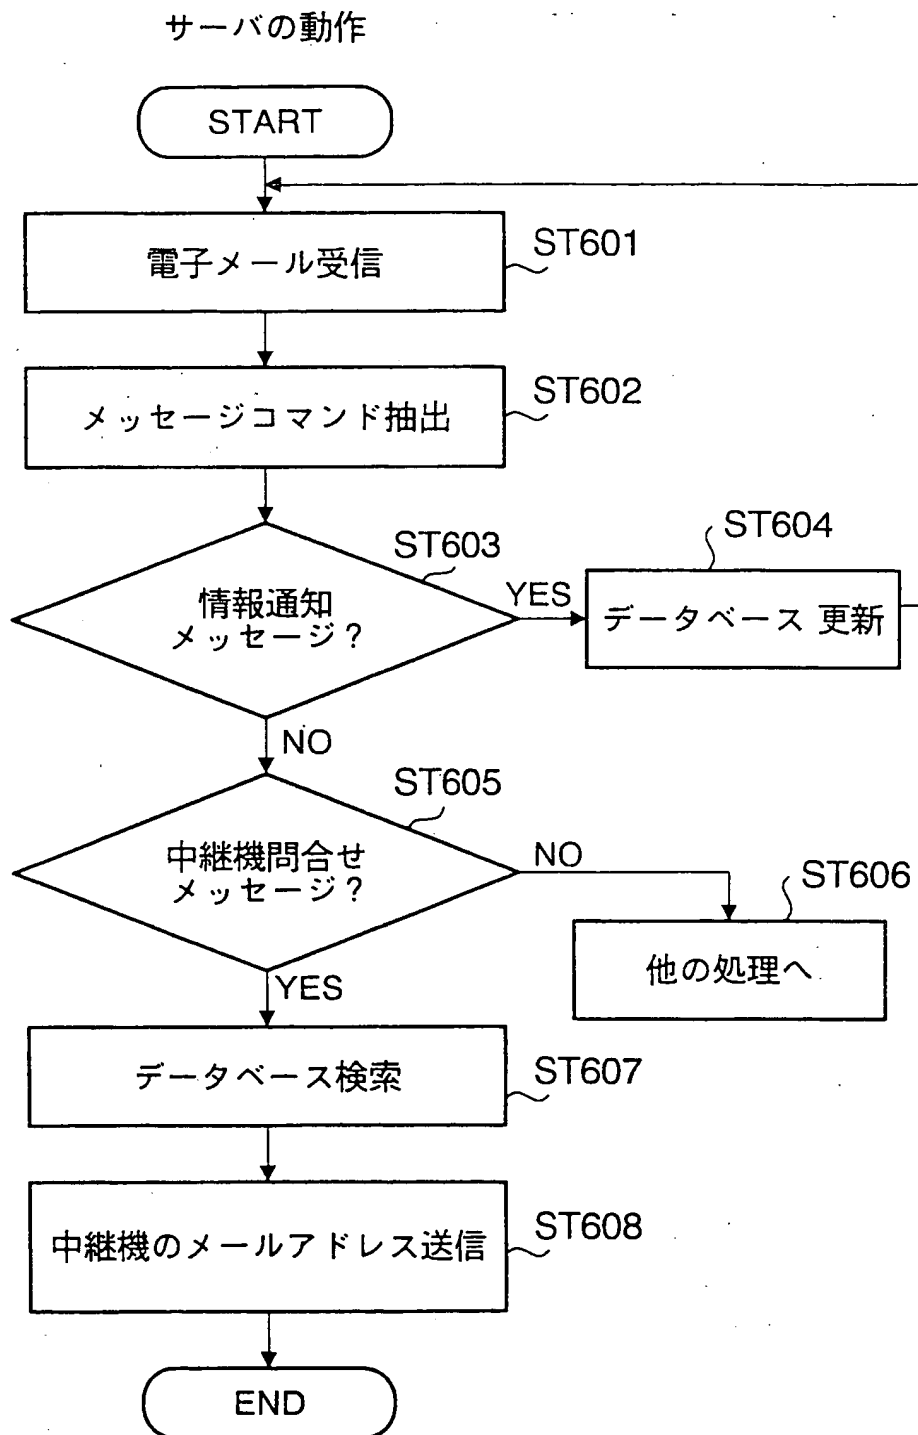 サーバの動作
START
電子メール受信
ST601
メッセージコマンド抽出
ST602
ST603
情報通知
メッセージ？
YES
ST604
データベース 更新
NO
ST605
中継機問合せ
メッセージ？
NO
ST606
他の処理へ
YES
データベース検索
ST607
中継機のメールアドレス送信
ST608
END